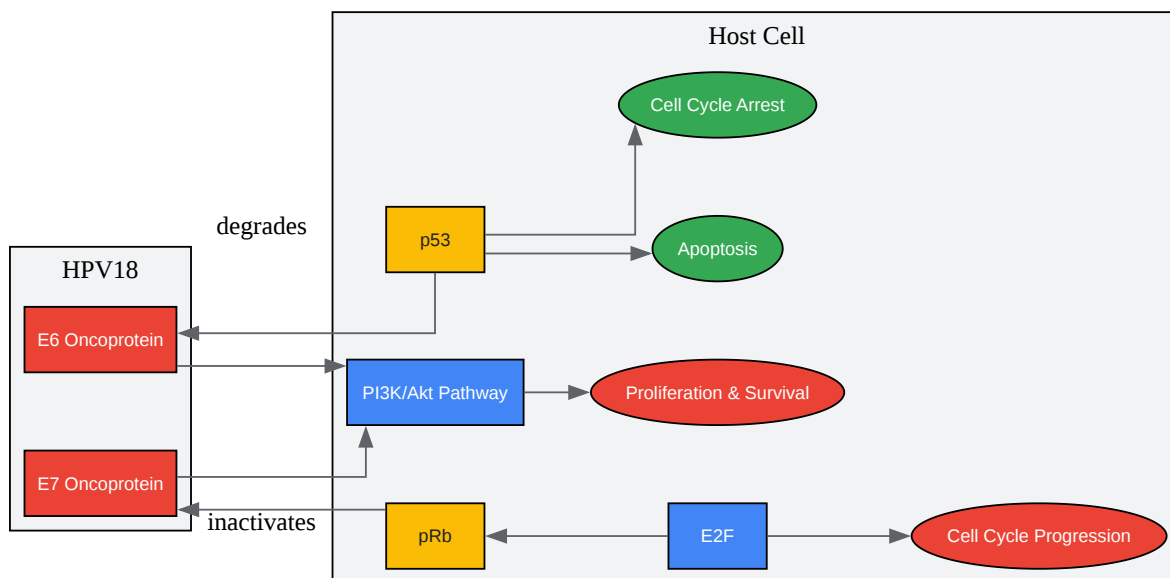 Host Cell
Cell Cycle Arrest
degrades
p53
Apoptosis
HPV18
E6 Oncoprotein
PI3K/Akt Pathway
Proliferation & Survival
E7 Oncoprotein
inactivates
pRb
E2F
Cell Cycle Progression